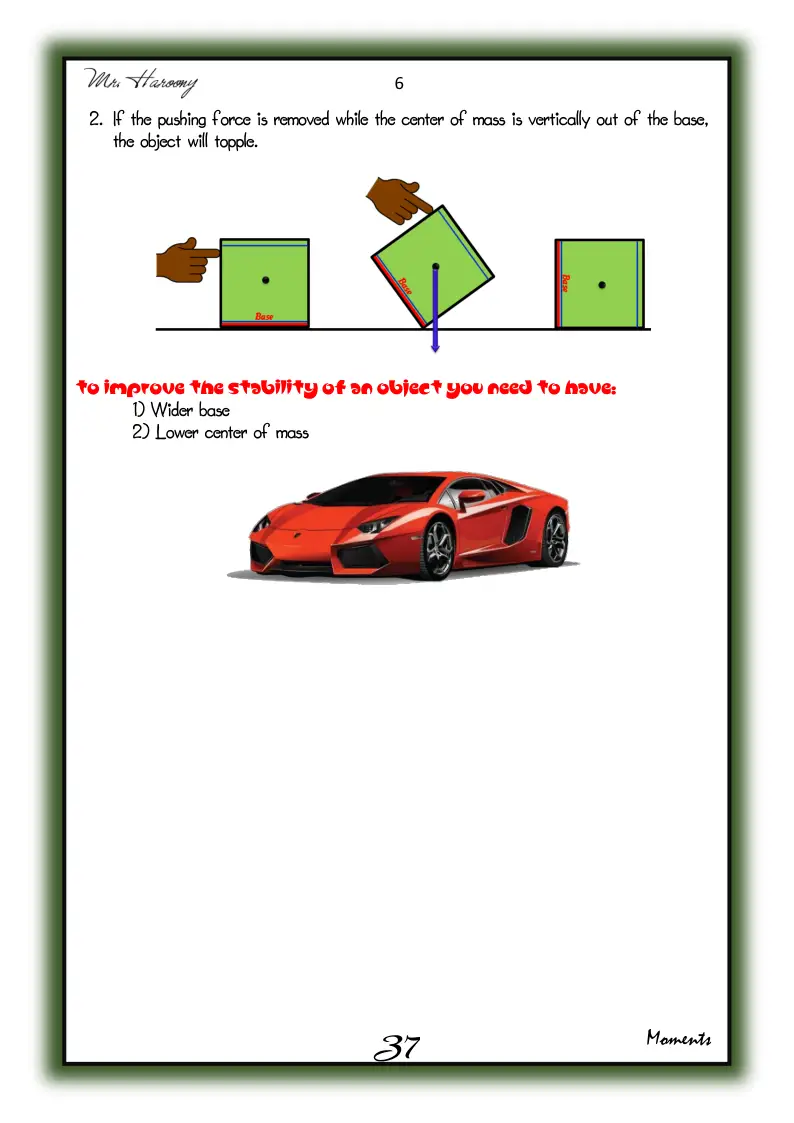 Mr. Haroony
6
2. If the pushing force is removed while the center of mass is vertically out of the base,
the object will topple.
Base
Base
Base
to improve the stability of an object you need to have:
1) Wider base
2) Lower center of mass
37
Moments